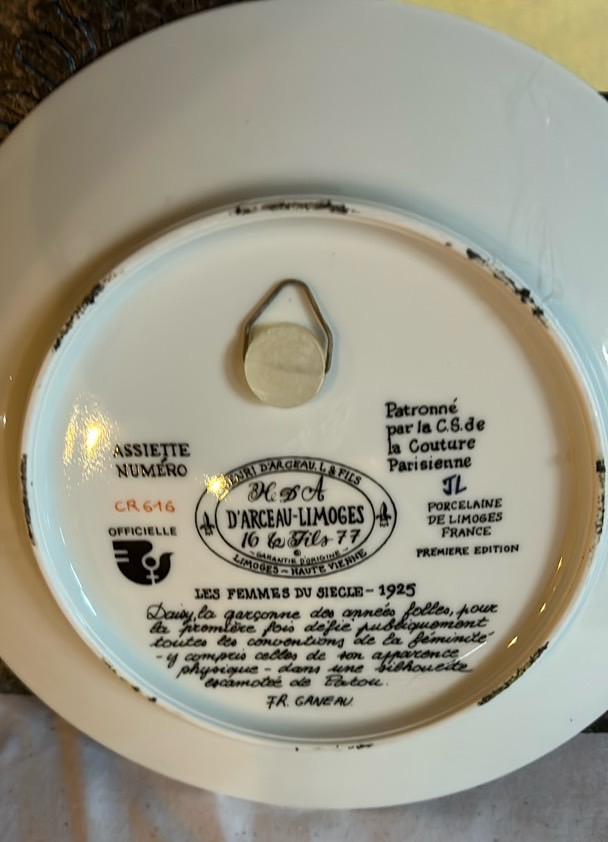 Patronné
par la C.S. de
la Couture
Parisienne
ASSIETTE
NUMÉRO
CR 616
OFFICIELLE
HENRI D'ARCEAU. L & FILS
H D A
D'ARCEAU-LIMOGES
16 & Fils 77
GARANTIE D'ORIGINE
LIMOGES - HAUTE VIENNE
JL
PORCELAINE
DE LIMOGES
FRANCE
PREMIÈRE EDITION
LES FEMMES DU SIECLE - 1925
Daisy, la garçonne des années folles, pour
la première fois défie publiquement
toutes les conventions de la féminité
- y compris celles de son apparence
physique - dans une silhouette
escamotée de Patou.
FR. GANEAU.